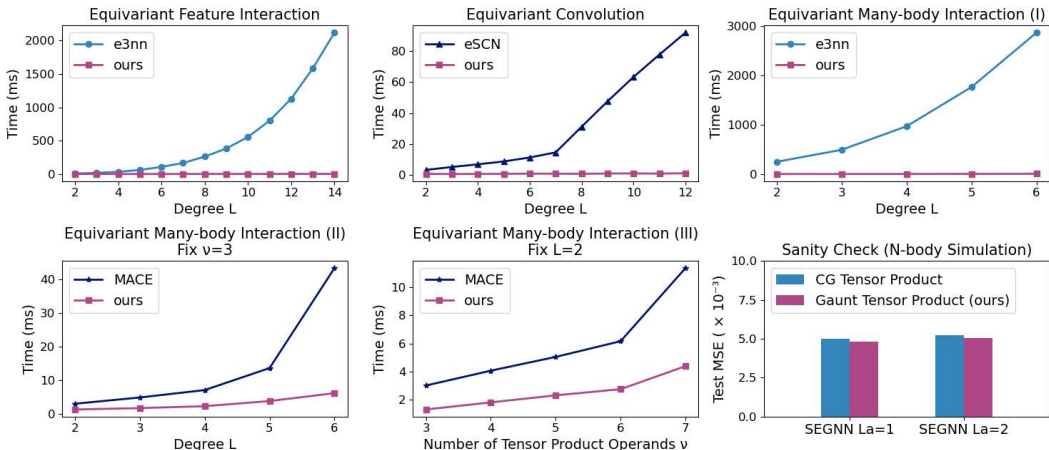 Equivariant Feature Interaction
2000
1500
1000
500
0
Time (ms)
e3nn
ours
2 4 6 8 10 12 14
Degree L
Equivariant Convolution
80
60
40
20
0
Time (ms)
eSCN
ours
2 4 6 8 10 12
Degree L
Equivariant Many-body Interaction (I)
3000
2000
1000
0
Time (ms)
e3nn
ours
2 3 4 5 6
Degree L
Equivariant Many-body Interaction (II)
Fix ν=3
40
30
20
10
0
Time (ms)
MACE
ours
2 3 4 5 6
Degree L
Equivariant Many-body Interaction (III)
Fix L=2
10
8
6
4
2
Time (ms)
MACE
ours
3 4 5 6 7
Number of Tensor Product Operands ν
Sanity Check (N-body Simulation)
10.0
7.5
5.0
2.5
0.0
Test MSE ( × 10⁻³)
CG Tensor Product
Gaunt Tensor Product (ours)
SEGNN La=1 SEGNN La=2